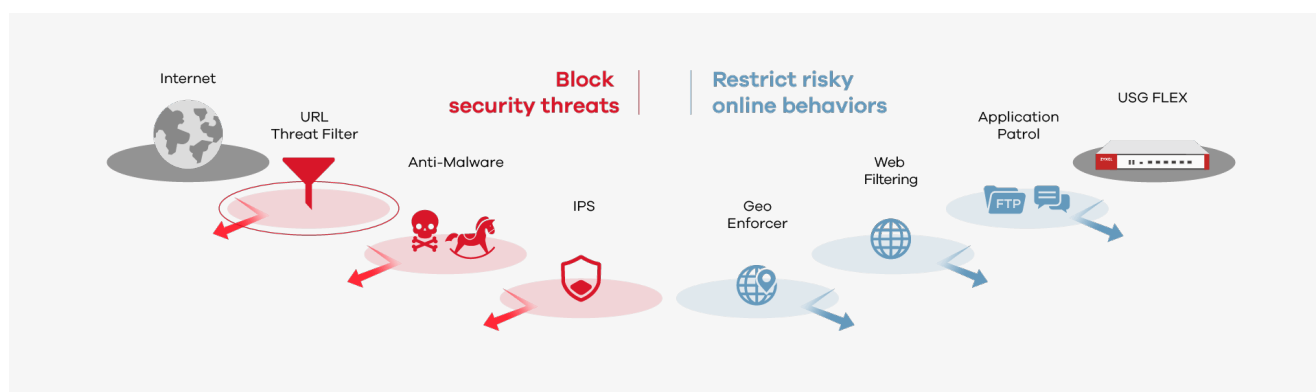 Internet
URL
Threat Filter
Anti-Malware
IPS
Block
security threats
Restrict risky
online behaviors
Geo
Enforcer
Web
Filtering
Application
Patrol
FTP
USG FLEX
ZYXEL